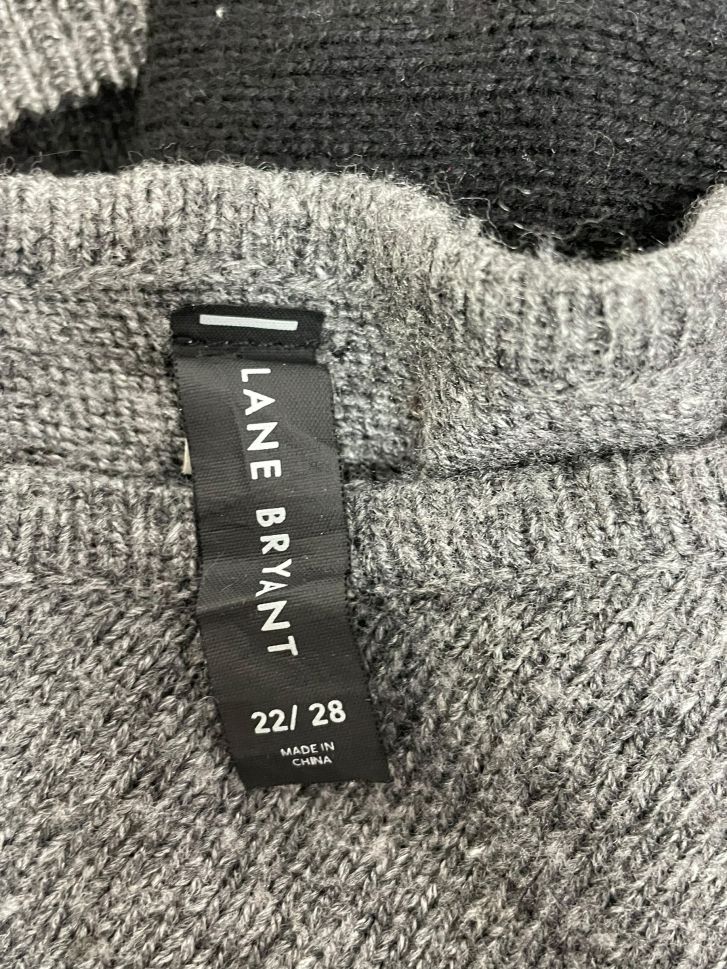 LANE BRYANT
22/ 28
MADE IN
CHINA